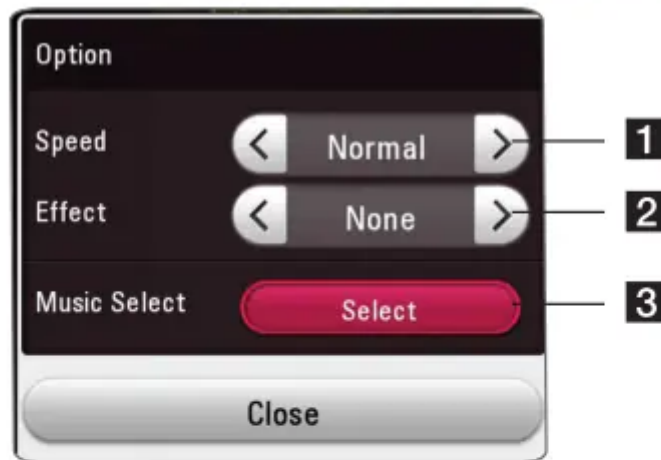 Option
Speed Normal 1
Effect None 2
Music Select Select 3
Close